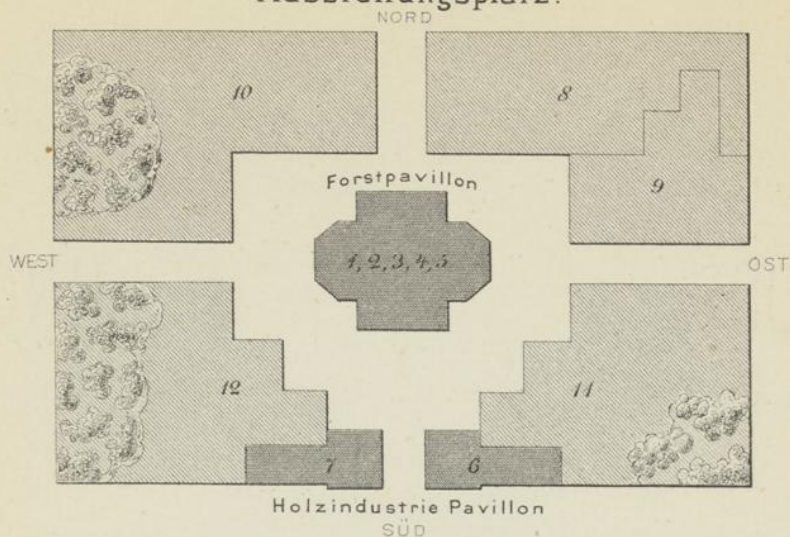 Ausstellungsplatz.
NORD
10
8
Forstpavillon
9
WEST
1, 2, 3, 4, 5
OST
12
11
7
6
Holzindustrie Pavillon
SÜD